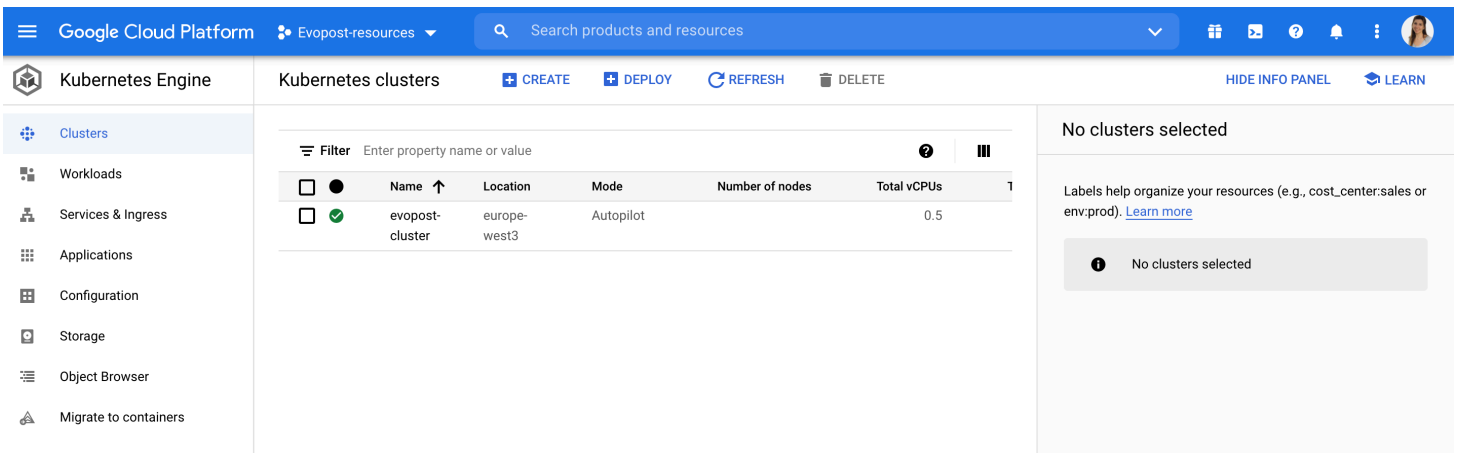 Google Cloud Platform Evopost-resources Search products and resources
Kubernetes Engine
Kubernetes clusters CREATE DEPLOY REFRESH DELETE HIDE INFO PANEL LEARN
Clusters
Workloads
Services & Ingress
Applications
Configuration
Storage
Object Browser
Migrate to containers
Filter Enter property name or value
Name Location Mode Number of nodes Total vCPUs T
evopost- europe- Autopilot 0.5
cluster west3
No clusters selected
Labels help organize your resources (e.g., cost_center:sales or
env:prod). Learn more
No clusters selected